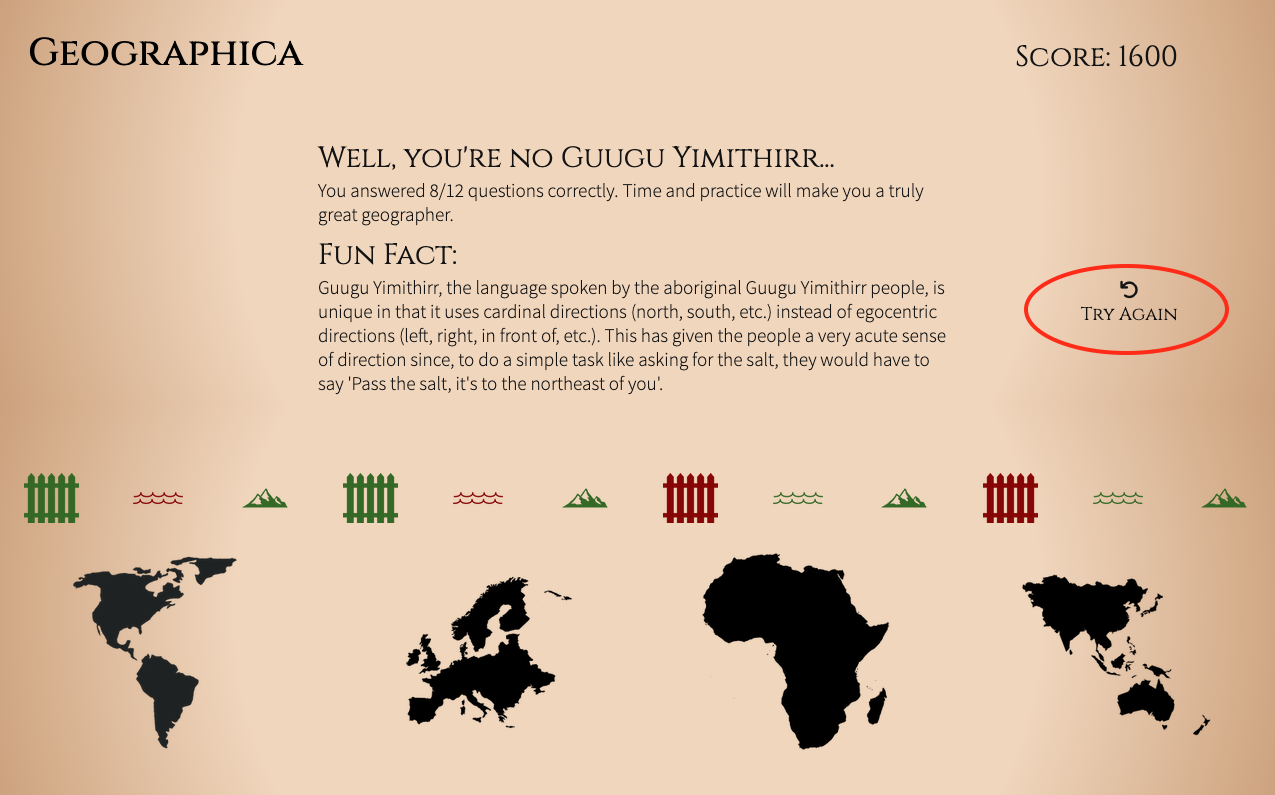 Geographica
Score: 1600
Well, you're no Guugu Yimithirr...
You answered 8/12 questions correctly. Time and practice will make you a truly
great geographer.
Fun Fact:
Guugu Yimithirr, the language spoken by the aboriginal Guugu Yimithirr people, is
unique in that it uses cardinal directions (north, south, etc.) instead of egocentric
directions (left, right, in front of, etc.). This has given the people a very acute sense
of direction since, to do a simple task like asking for the salt, they would have to
say 'Pass the salt, it's to the northeast of you'.
Try Again